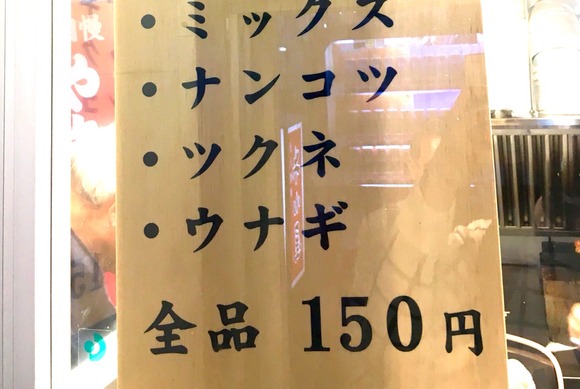 ・ミックス
・ナンコツ
・ツクネ
・ウナギ
全品 150円